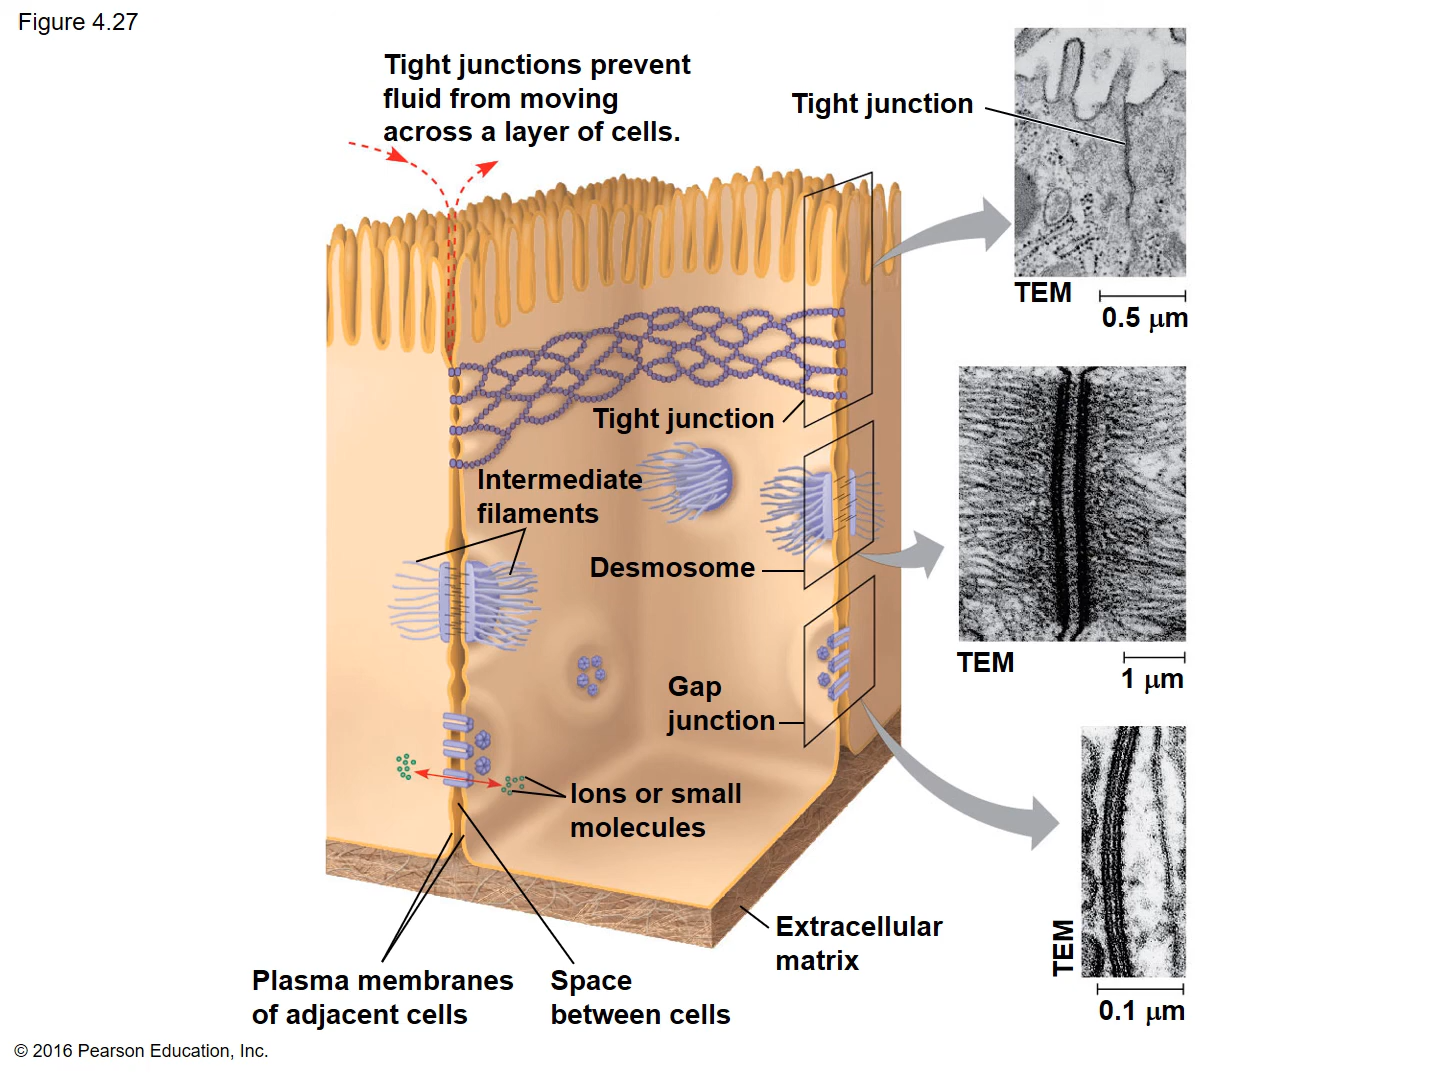 Figure 4.27
Tight junctions prevent
fluid from moving
across a layer of cells.
Tight junction
TEM
0.5 μm
Tight junction
Intermediate
filaments
Desmosome
TEM
1 μm
Gap
junction
Ions or small
molecules
Extracellular
matrix
TEM
0.1 μm
Plasma membranes
of adjacent cells
Space
between cells
© 2016 Pearson Education, Inc.